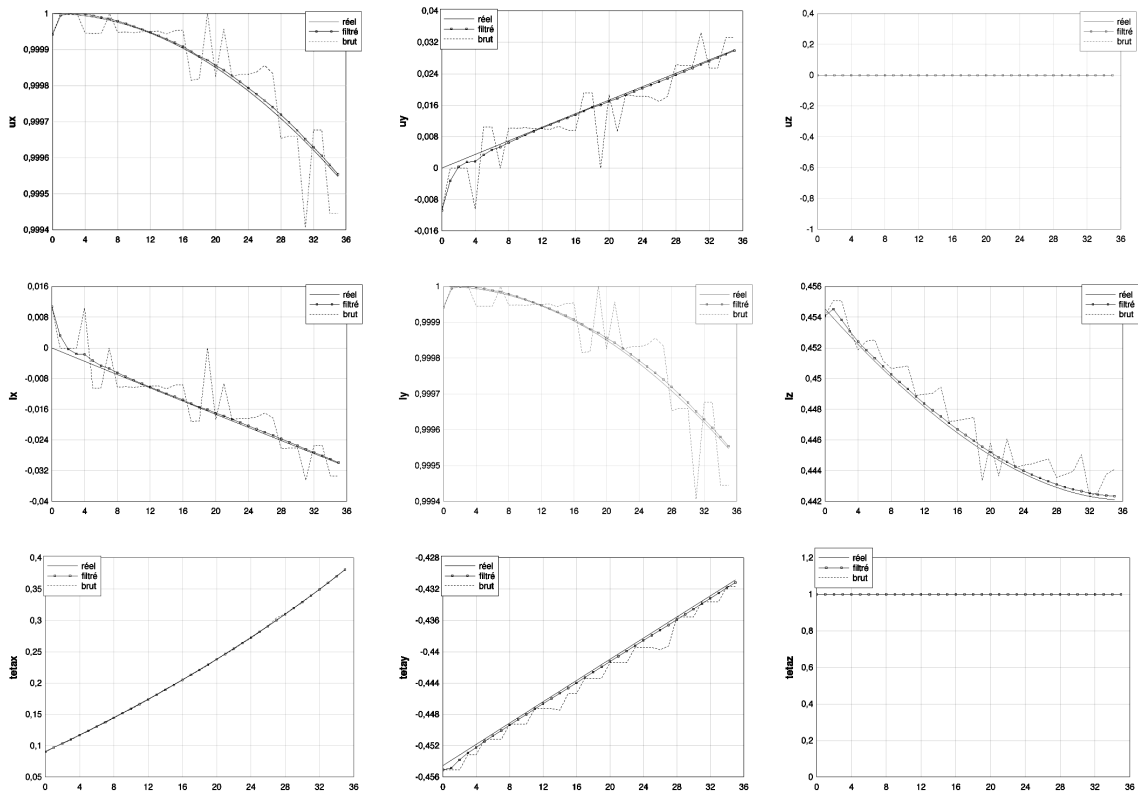 1
0,9999
0,9998
0,9997
0,9996
0,9995
0,9994
ux
0 4 8 12 16 20 24 28 32 36
réel
filtré
brut
0,04
0,032
0,024
0,016
0,008
0
-0,008
-0,016
uy
0 4 8 12 16 20 24 28 32 36
réel
filtré
brut
0,4
0,2
0
-0,2
-0,4
-0,6
-0,8
-1
uz
0 4 8 12 16 20 24 28 32 36
réel
filtré
brut
0,016
0,008
0
-0,008
-0,016
-0,024
-0,032
-0,04
lx
0 4 8 12 16 20 24 28 32 36
réel
filtré
brut
1
0,9999
0,9998
0,9997
0,9996
0,9995
0,9994
ly
0 4 8 12 16 20 24 28 32 36
réel
filtré
brut
0,456
0,454
0,452
0,45
0,448
0,446
0,444
0,442
lz
0 4 8 12 16 20 24 28 32 36
réel
filtré
brut
0,4
0,3
0,2
0,1
0,05
tetax
0 4 8 12 16 20 24 28 32 36
réel
filtré
brut
-0,428
-0,432
-0,436
-0,44
-0,444
-0,448
-0,452
-0,456
tetay
0 4 8 12 16 20 24 28 32 36
réel
filtré
brut
1,2
1
0,8
0,6
0,4
0,2
0
tetaz
0 4 8 12 16 20 24 28 32 36
réel
filtré
brut